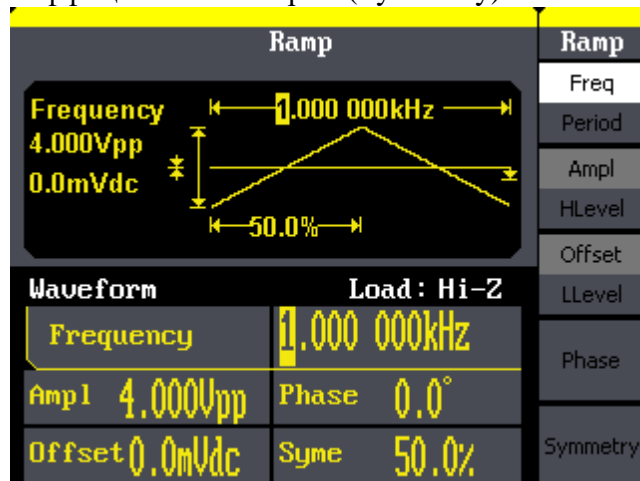 Ramp
Ramp
Freq
Period
Ampl
HLevel
Offset
LLevel
Phase
Symmetry
Frequency
1.000 000kHz
4.000Vpp
0.0mVdc
50.0%
Waveform
Load: Hi-Z
Frequency
1.000 000kHz
Ampl 4.000Vpp
Phase 0.0°
Offset 0.0mVdc
Syme 50.0%